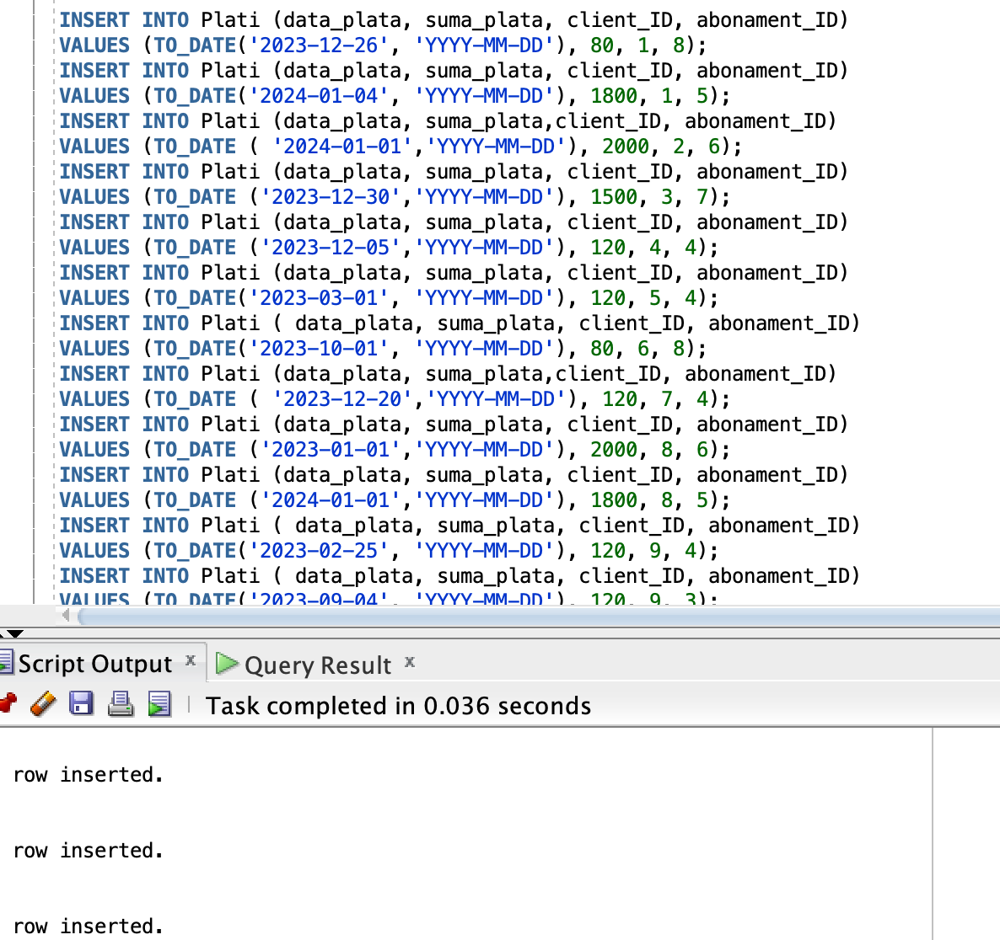 INSERT INTO Plati (data_plata, suma_plata, client_ID, abonament_ID)
VALUES (TO_DATE('2023-12-26', 'YYYY-MM-DD'), 80, 1, 8);
INSERT INTO Plati (data_plata, suma_plata, client_ID, abonament_ID)
VALUES (TO_DATE('2024-01-04', 'YYYY-MM-DD'), 1800, 1, 5);
INSERT INTO Plati (data_plata, suma_plata,client_ID, abonament_ID)
VALUES (TO_DATE ( '2024-01-01','YYYY-MM-DD'), 2000, 2, 6);
INSERT INTO Plati (data_plata, suma_plata, client_ID, abonament_ID)
VALUES (TO_DATE ('2023-12-30','YYYY-MM-DD'), 1500, 3, 7);
INSERT INTO Plati (data_plata, suma_plata, client_ID, abonament_ID)
VALUES (TO_DATE ('2023-12-05','YYYY-MM-DD'), 120, 4, 4);
INSERT INTO Plati (data_plata, suma_plata, client_ID, abonament_ID)
VALUES (TO_DATE('2023-03-01', 'YYYY-MM-DD'), 120, 5, 4);
INSERT INTO Plati ( data_plata, suma_plata, client_ID, abonament_ID)
VALUES (TO_DATE('2023-10-01', 'YYYY-MM-DD'), 80, 6, 8);
INSERT INTO Plati (data_plata, suma_plata,client_ID, abonament_ID)
VALUES (TO_DATE ( '2023-12-20','YYYY-MM-DD'), 120, 7, 4);
INSERT INTO Plati (data_plata, suma_plata, client_ID, abonament_ID)
VALUES (TO_DATE ('2023-01-01','YYYY-MM-DD'), 2000, 8, 6);
INSERT INTO Plati (data_plata, suma_plata, client_ID, abonament_ID)
VALUES (TO_DATE ('2024-01-01','YYYY-MM-DD'), 1800, 8, 5);
INSERT INTO Plati ( data_plata, suma_plata, client_ID, abonament_ID)
VALUES (TO_DATE('2023-02-25', 'YYYY-MM-DD'), 120, 9, 4);
INSERT INTO Plati ( data_plata, suma_plata, client_ID, abonament_ID)
VALUES (TO_DATE('2023-09-04', 'YYYY-MM-DD'), 120, 9, 3);
Script Output x Query Result x
Task completed in 0.036 seconds
row inserted.
row inserted.
row inserted.